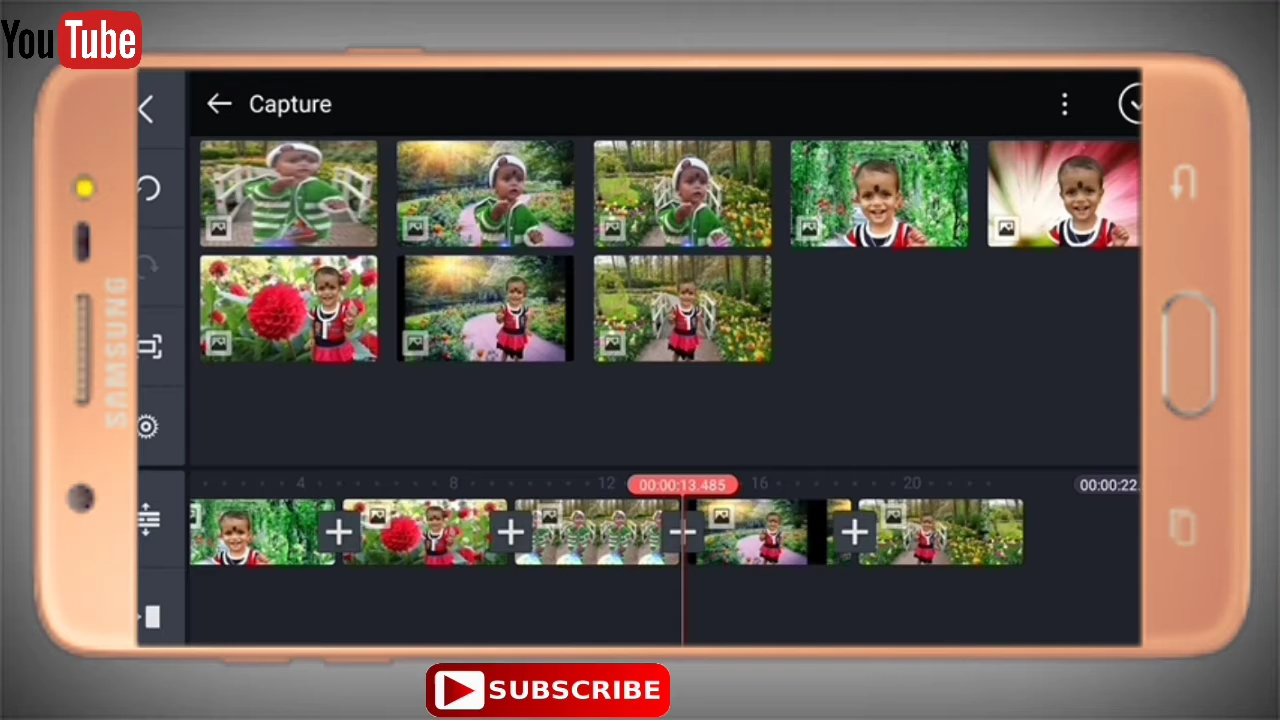 YouTube
Capture
SAMSUNG
4
8
12
00:00:13.485
16
20
00:00:22.
SUBSCRIBE